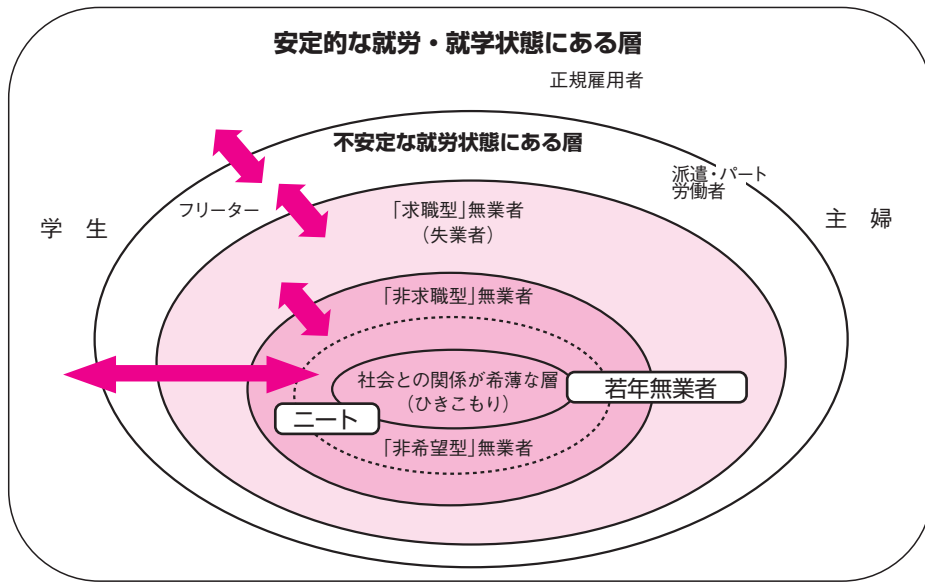 安定的な就労・就学状態にある層
正規雇用者
不安定な就労状態にある層
派遣・パート
労働者
フリーター
「求職型」無業者
（失業者）
学　生
主　婦
「非求職型」無業者
社会との関係が希薄な層
（ひきこもり）
若年無業者
ニート
「非希望型」無業者